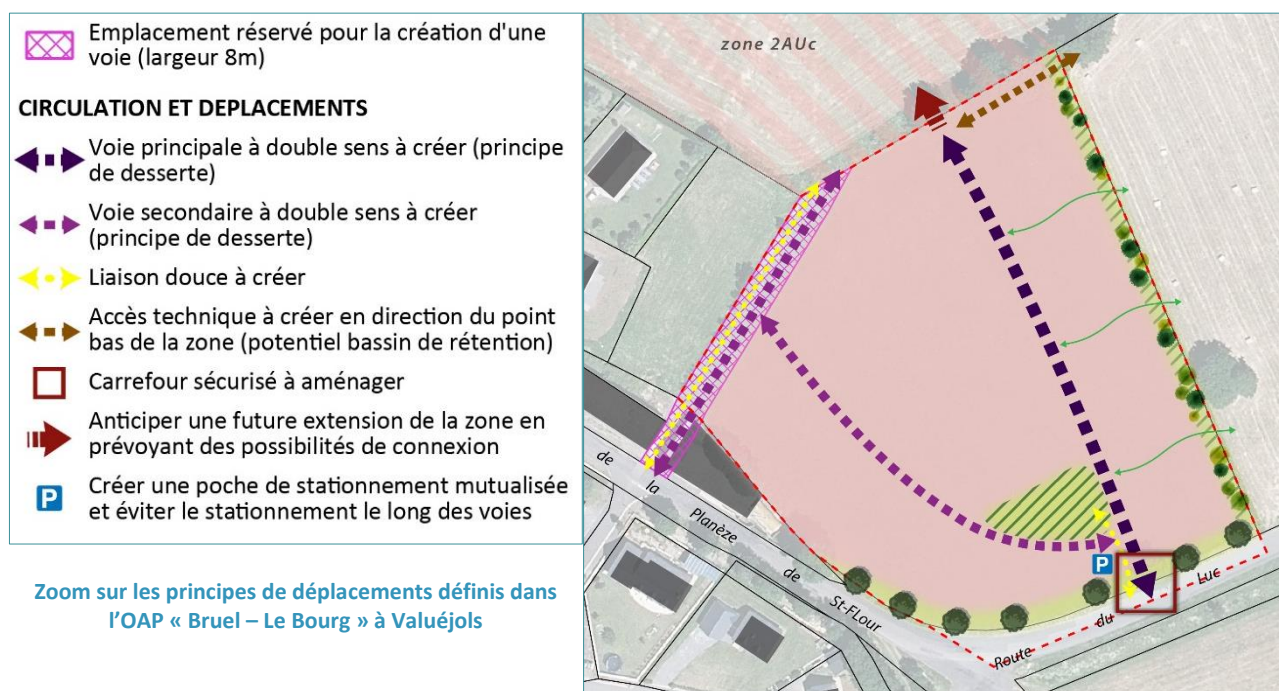 Emplacement réservé pour la création d'une
voie (largeur 8m)
CIRCULATION ET DEPLACEMENTS
Voie principale à double sens à créer (principe
de desserte)
Voie secondaire à double sens à créer
(principe de desserte)
Liaison douce à créer
Accès technique à créer en direction du point
bas de la zone (potentiel bassin de rétention)
Carrefour sécurisé à aménager
Anticiper une future extension de la zone en
prévoyant des possibilités de connexion
P
Créer une poche de stationnement mutualisée
et éviter le stationnement le long des voies
Zoom sur les principes de déplacements définis dans
l'OAP « Bruel – Le Bourg » à Valuéjols
zone 2AUc
de la Planèze de St-FLour
P
Route du Luc